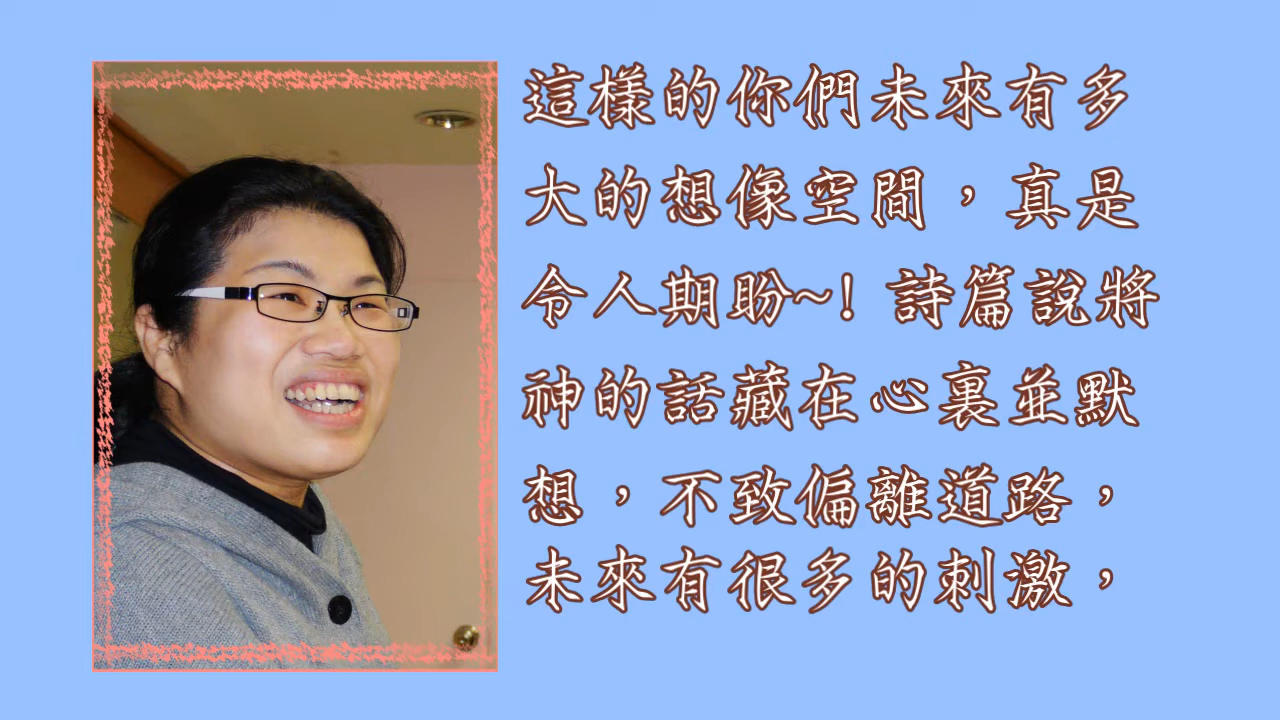 這樣的你們未來有多
大的想像空間，真是
令人期盼~! 詩篇說將
神的話藏在心裏並默
想，不致偏離道路，
未來有很多的刺激，